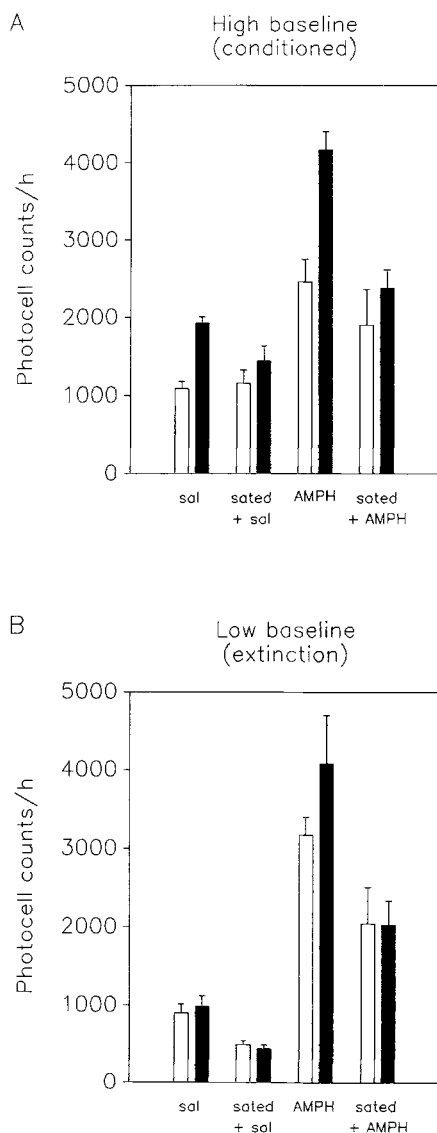 A
High baseline
(conditioned)
Photocell counts/h
5000
4000
3000
2000
1000
0
sal
sated
+ sal
AMPH
sated
+ AMPH
B
Low baseline
(extinction)
Photocell counts/h
5000
4000
3000
2000
1000
0
sal
sated
+ sal
AMPH
sated
+ AMPH